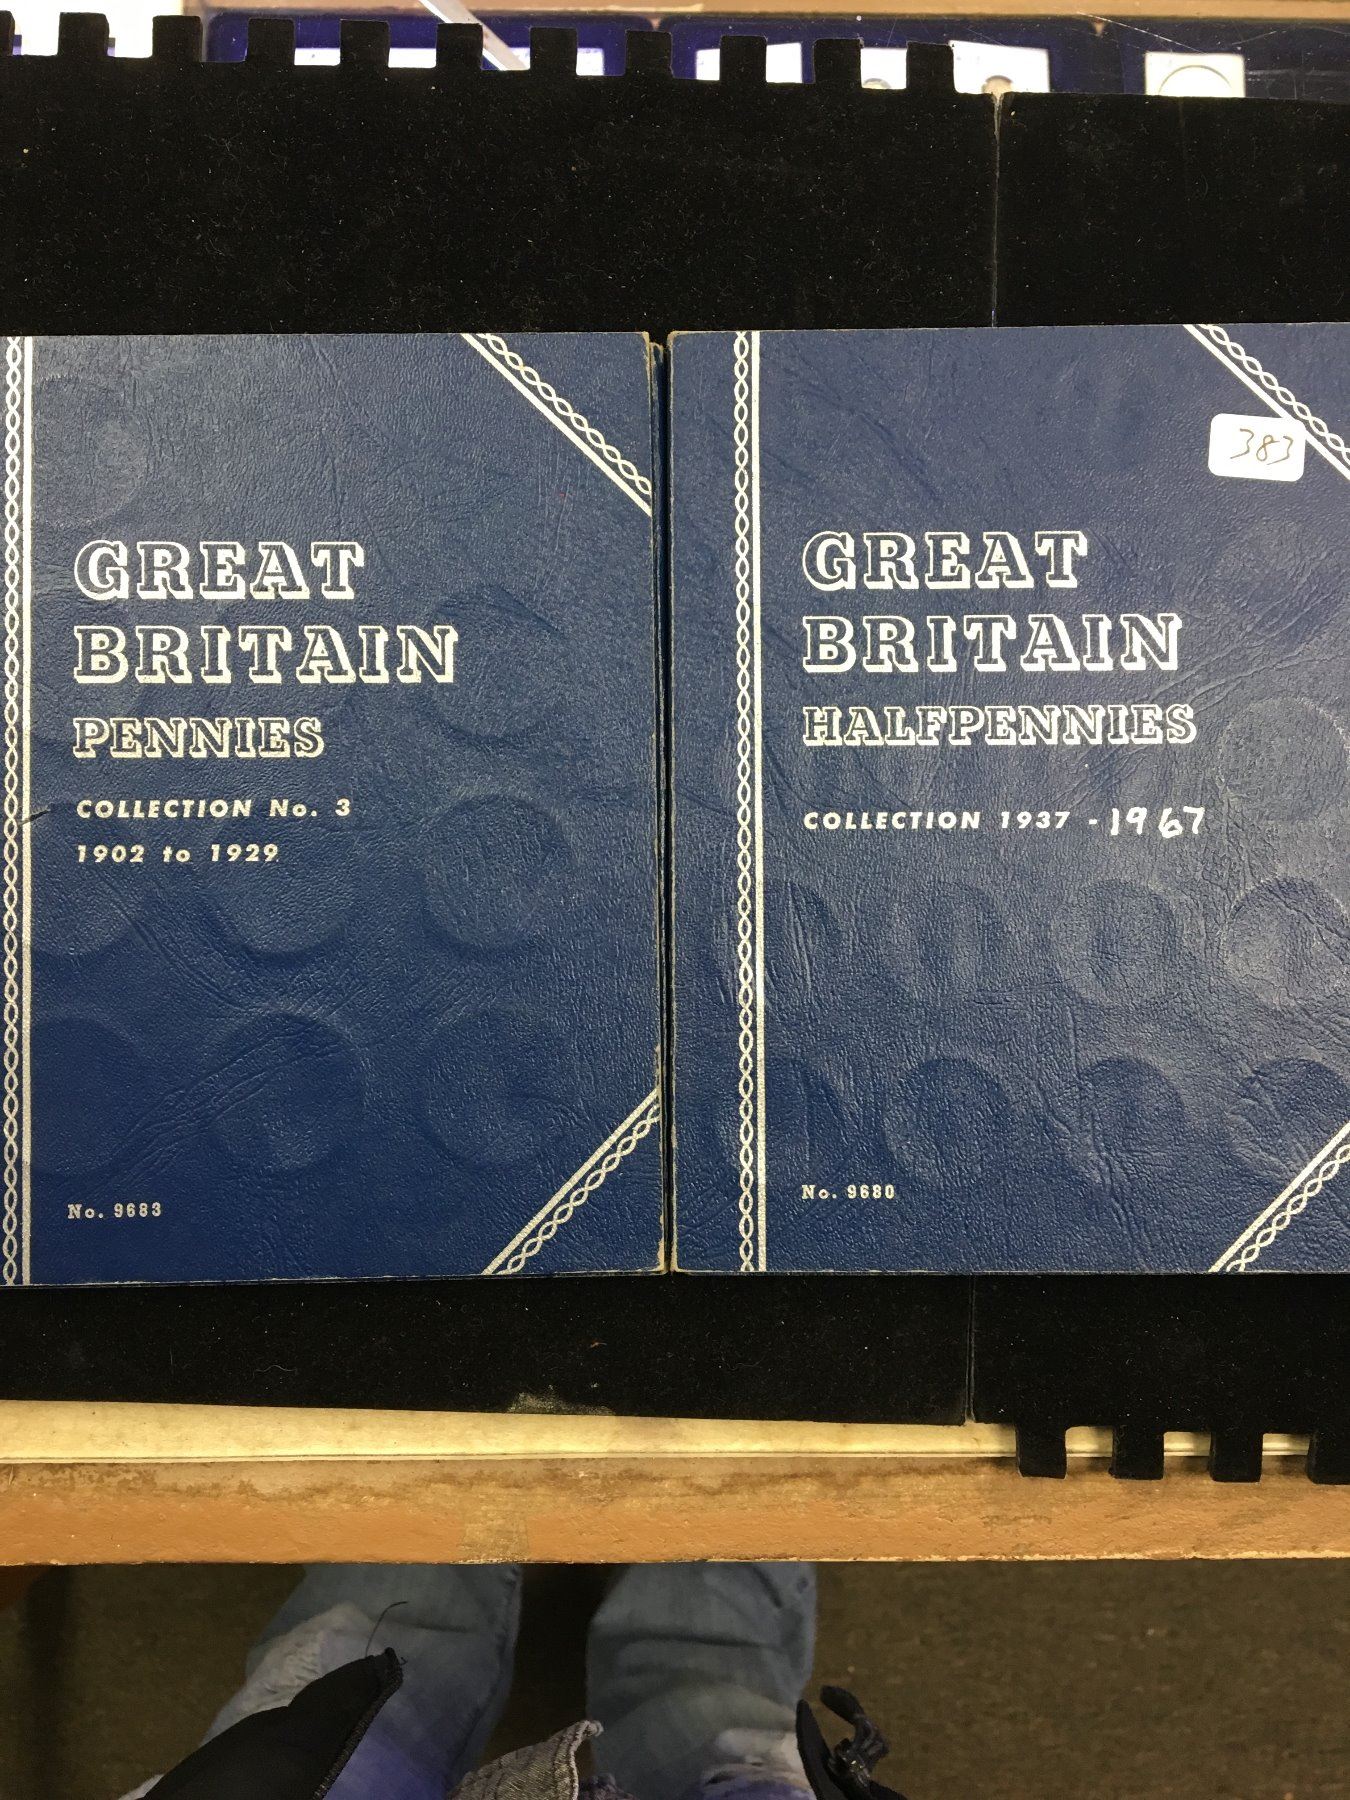 GREAT
BRITAIN
PENNIES
COLLECTION No. 3
1902 to 1929
No. 9683
383
GREAT
BRITAIN
HALFPENNIES
COLLECTION 1937 - 1967
No. 9680